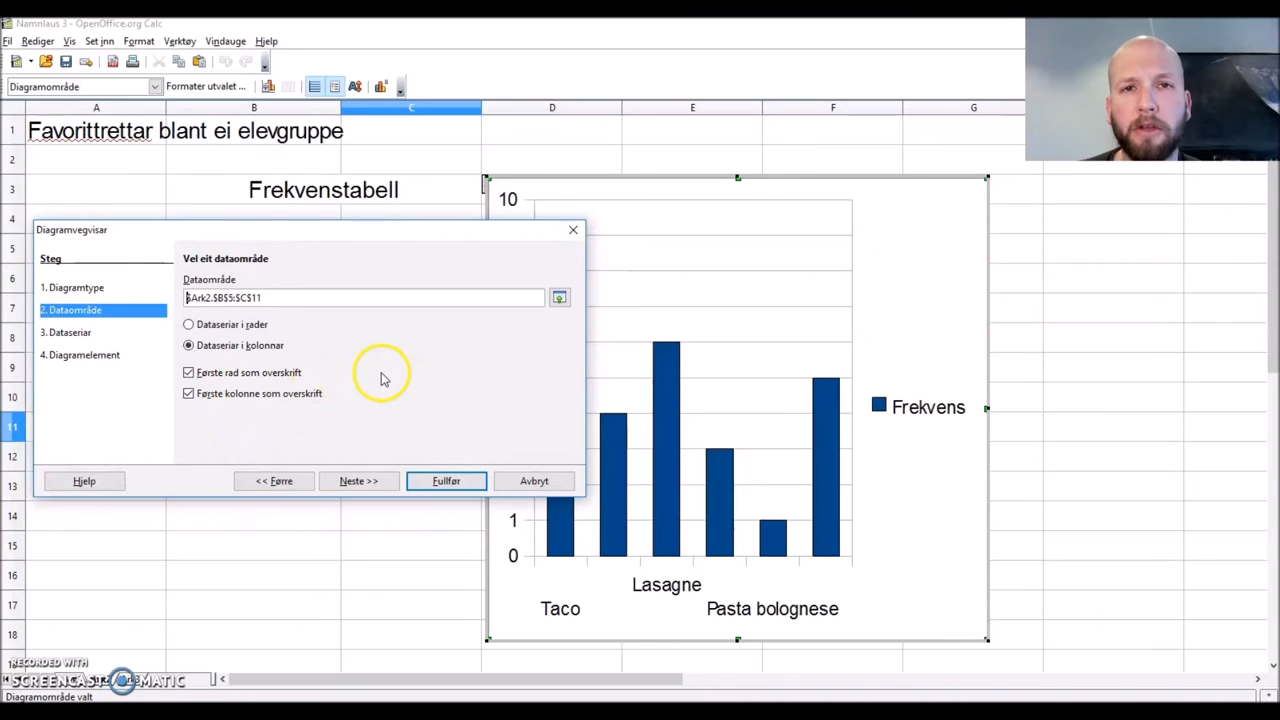 Namnlaus 3 - OpenOffice.org Calc
Fil Rediger Vis Set inn Format Verktøy Vindauge Hjelp
Diagramområde Formater utvalet ...
A B C D E F G
1 Favorittrettar blant ei elevgruppe
2
3 Frekvenstabell
4
5
6
7
8
9
10
11
12
13
14
15
16
17
18
Diagramvegvisar
Steg
1. Diagramtype
2. Dataområde
3. Dataseriar
4. Diagramelement
Vel eit dataområde
Dataområde
$Ark2.$B$5:$C$11
Dataseriar i rader
Dataseriar i kolonnar
Første rad som overskrift
Første kolonne som overskrift
Hjelp << Førre Neste >> Fullfør Avbryt
10
1
0
Taco
Lasagne
Pasta bolognese
Frekvens
RECORDED WITH
SCREENCAST-O-MATIC
Diagramområde valt